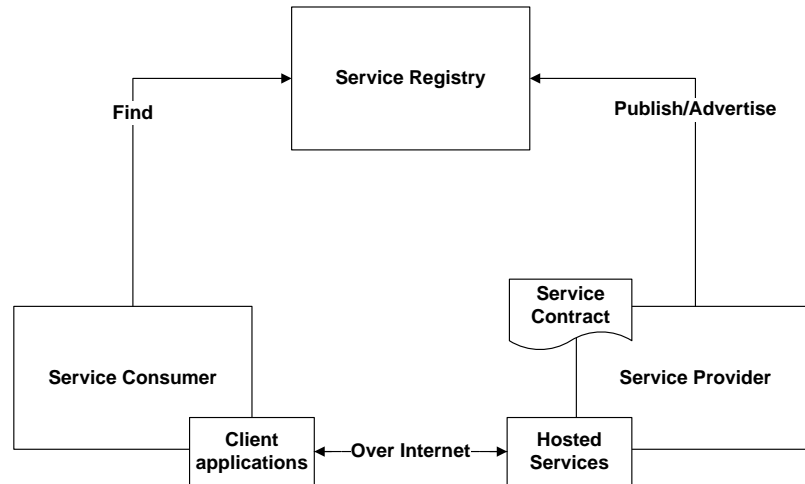 Service Registry
Find
Publish/Advertise
Service
Contract
Service Consumer
Service Provider
Client
applications
Over Internet
Hosted
Services